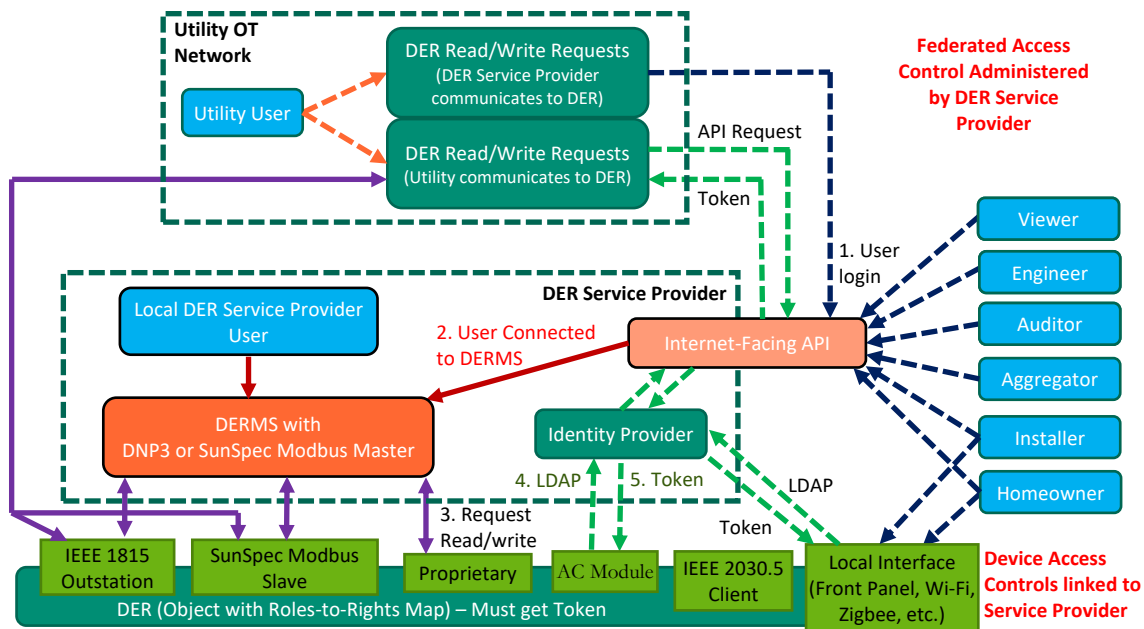 Utility OT
Network
DER Read/Write Requests
(DER Service Provider
communicates to DER)
Utility User
DER Read/Write Requests
(Utility communicates to DER)
API Request
Token
Federated Access
Control Administered
by DER Service
Provider
1. User
login
Viewer
Engineer
Auditor
Aggregator
Installer
Homeowner
DER Service Provider
Local DER Service Provider
User
2. User Connected
to DERMS
Internet-Facing API
DERMS with
DNP3 or SunSpec Modbus Master
Identity Provider
4. LDAP
5. Token
LDAP
Token
3. Request
Read/write
IEEE 1815
Outstation
SunSpec Modbus
Slave
Proprietary
AC Module
IEEE 2030.5
Client
Local Interface
(Front Panel, Wi-Fi,
Zigbee, etc.)
DER (Object with Roles-to-Rights Map) – Must get Token
Device Access
Controls linked to
Service Provider